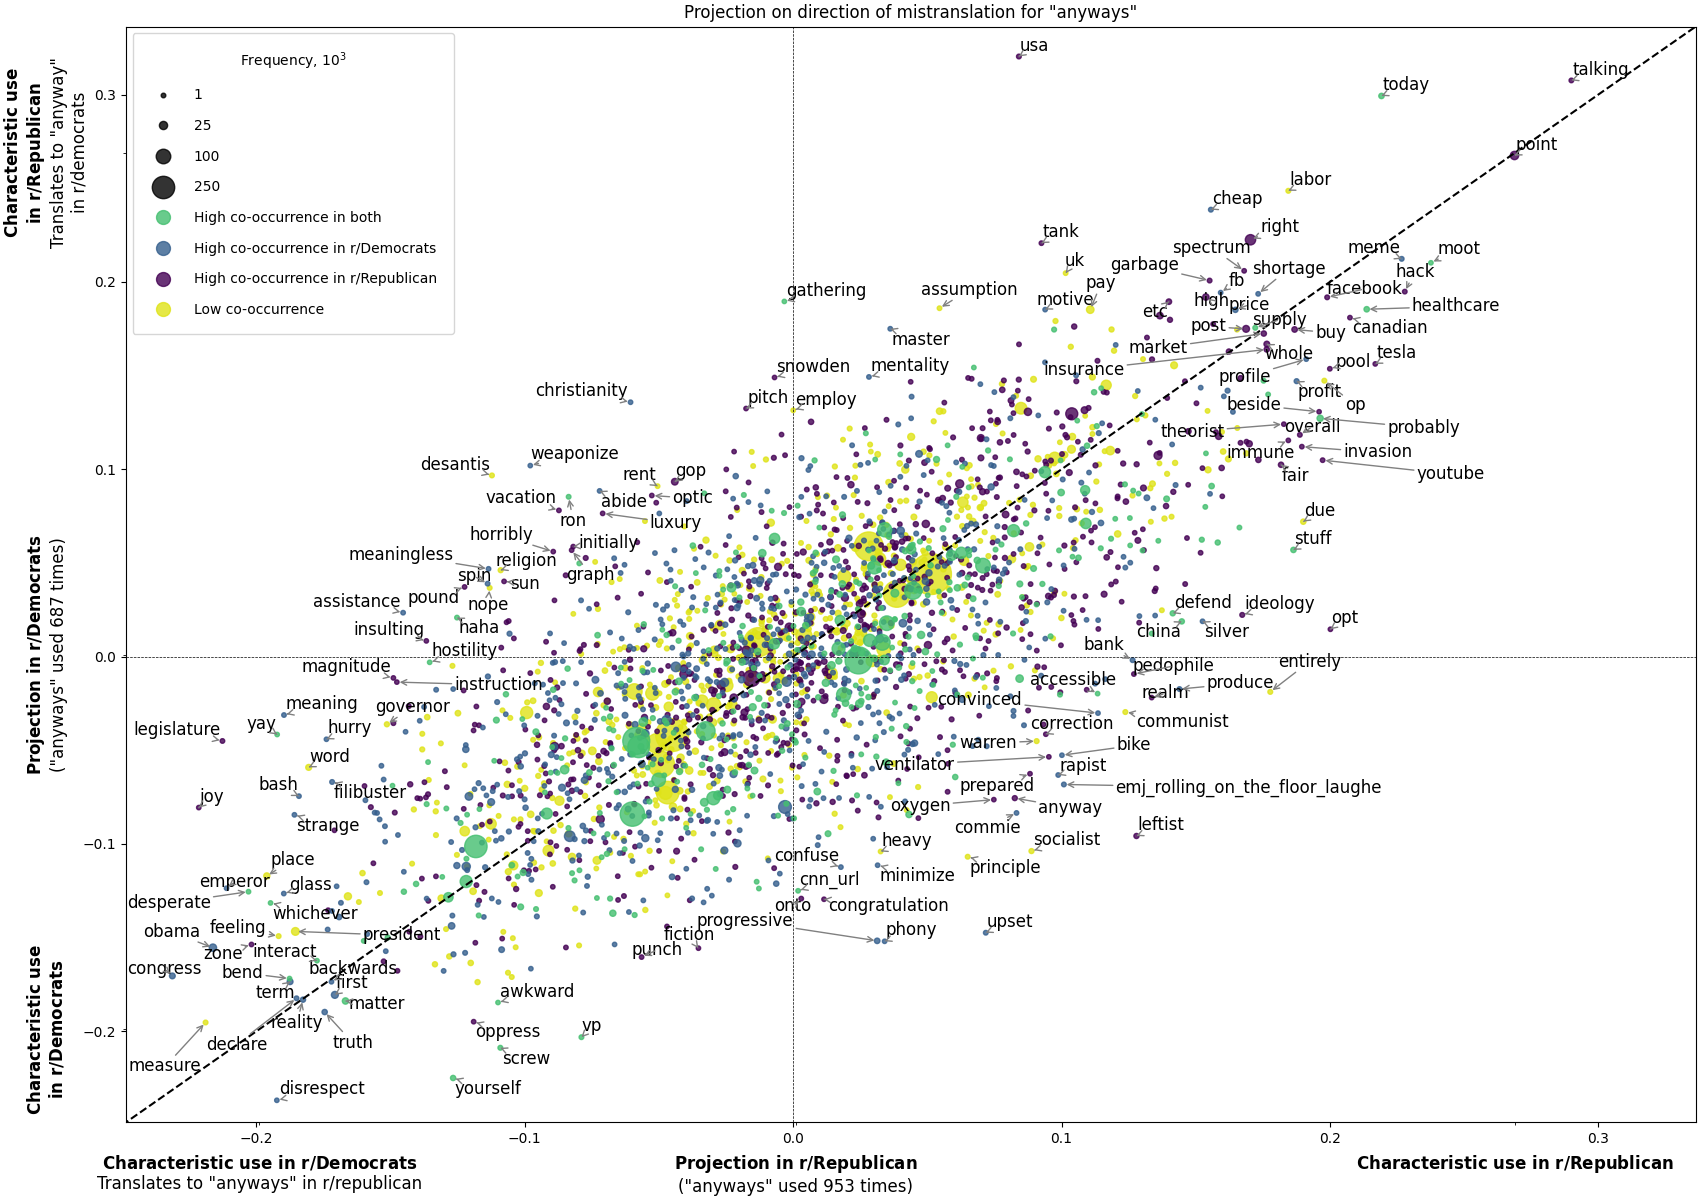 Projection on direction of mistranslation for "anyways"
Frequency, 10³
1
25
100
250
High co-occurrence in both
High co-occurrence in r/Democrats
High co-occurrence in r/Republican
Low co-occurrence
Characteristic use
in r/Republican
Translates to "anyway"
in r/democrats
Projection in r/Democrats
("anyways" used 687 times)
Characteristic use
in r/Democrats
0.3
0.2
0.1
0.0
−0.1
−0.2
usa
talking
today
point
labor
cheap
right
tank
spectrum
meme
moot
uk
garbage
shortage
hack
gathering
assumption
pay
fb
facebook
motive
high
price
healthcare
etc
post
supply
buy
canadian
master
market
whole
tesla
snowden
mentality
insurance
profile
pool
christianity
pitch
employ
profit
op
beside
theorist
overall
probably
desantis
weaponize
immune
invasion
rent
gop
fair
youtube
vacation
abide
optic
ron
luxury
due
horribly
initially
stuff
meaningless
religion
spin
sun
graph
pound
nope
assistance
haha
defend
ideology
insulting
china
silver
opt
hostility
bank
magnitude
pedophile
entirely
instruction
accessible
realm
produce
meaning
governor
convinced
communist
legislature
yay
hurry
correction
word
warren
bike
ventilator
rapist
bash
filibuster
prepared
emj_rolling_on_the_floor_laughe
joy
oxygen
anyway
strange
commie
leftist
heavy
socialist
place
confuse
principle
emperor
glass
cnn_url
minimize
desperate
whichever
onto
congratulation
feeling
president
progressive
upset
obama
fiction
phony
zone
interact
punch
congress
bend
backwards
first
term
matter
awkward
reality
oppress
vp
declare
truth
screw
measure
disrespect
yourself
−0.2
−0.1
0.0
0.1
0.2
0.3
Characteristic use in r/Democrats
Translates to "anyways" in r/republican
Projection in r/Republican
("anyways" used 953 times)
Characteristic use in r/Republican